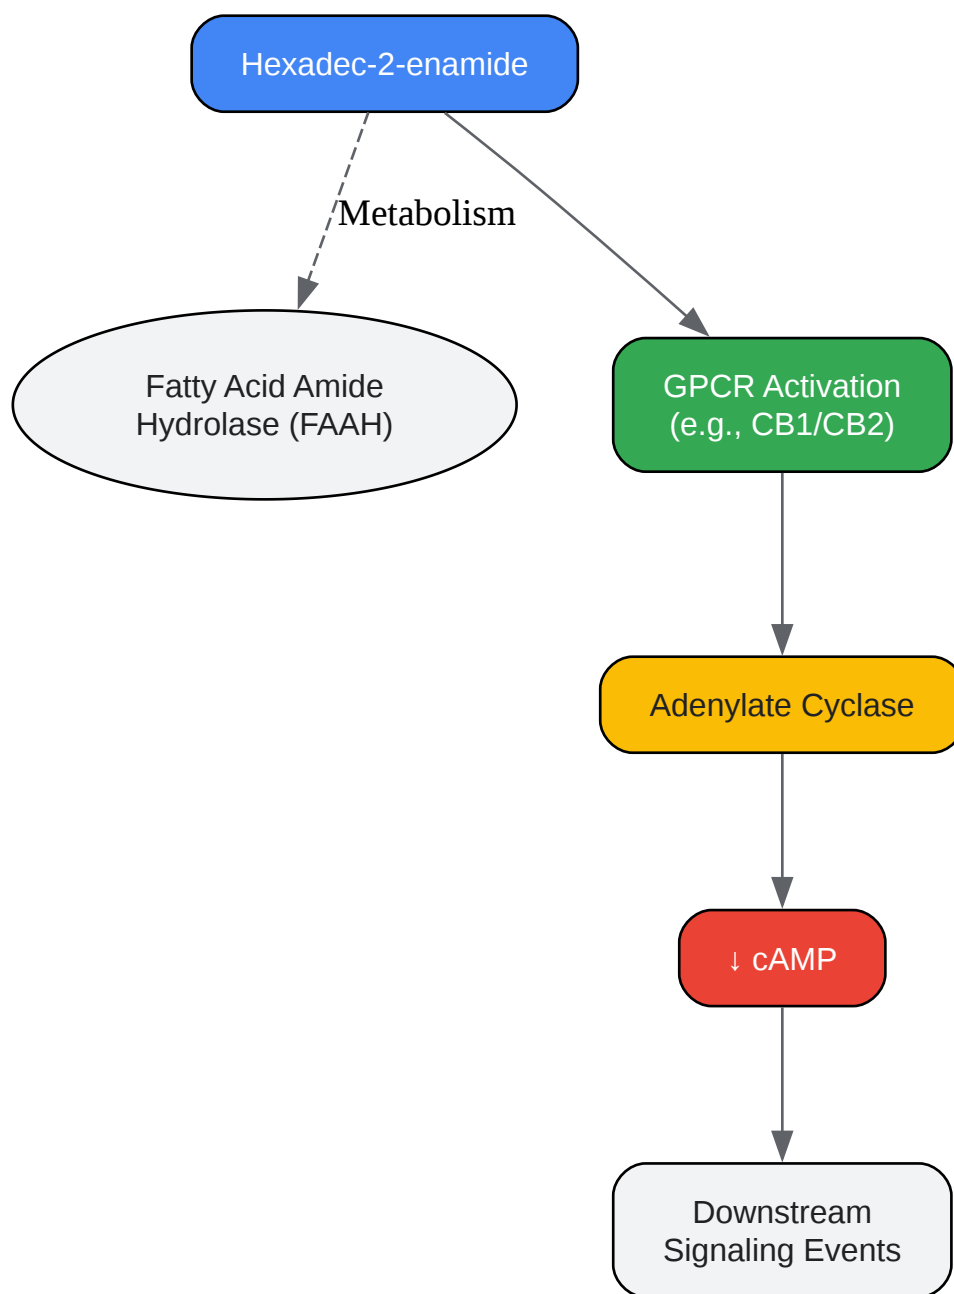 Hexadec-2-enamide
Metabolism
Fatty Acid Amide
Hydrolase (FAAH)
GPCR Activation
(e.g., CB1/CB2)
Adenylate Cyclase
↓ cAMP
Downstream
Signaling Events